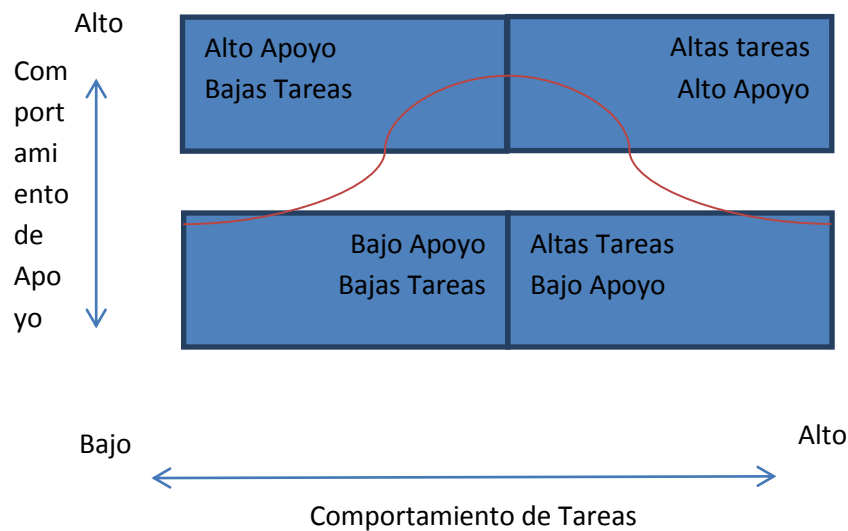 Alto
Com
port
ami
ento
de
Apo
yo
Alto Apoyo
Bajas Tareas
Altas tareas
Alto Apoyo
Bajo Apoyo
Bajas Tareas
Altas Tareas
Bajo Apoyo
Bajo
Alto
Comportamiento de Tareas